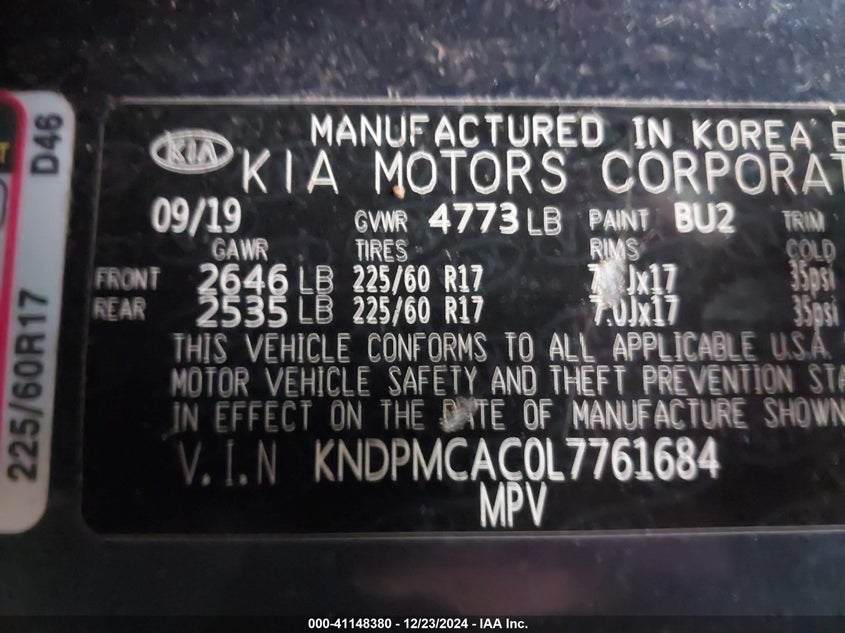 MANUFACTURED IN KOREA
KIA
KIA MOTORS
09/19 GVWR 4773 LB PAINT BU2 TRIM
GAWR TIRES RIMS COLD
FRONT 2646 LB 225/60 R17 35psi
REAR 2535 LB 225/60 R17 7.0Jx17 35psi
THIS VEHICLE CONFORMS TO ALL APPLICABLE U.S.A.
MOTOR VEHICLE SAFETY AND THEFT PREVENTION
IN EFFECT ON THE DATE OF MANUFACTURE SHOWN
V.I.N KNDPMCAC0L7761684
MPV
D46
225/60R17
000-41148380 - 12/23/2024 - IAA Inc.